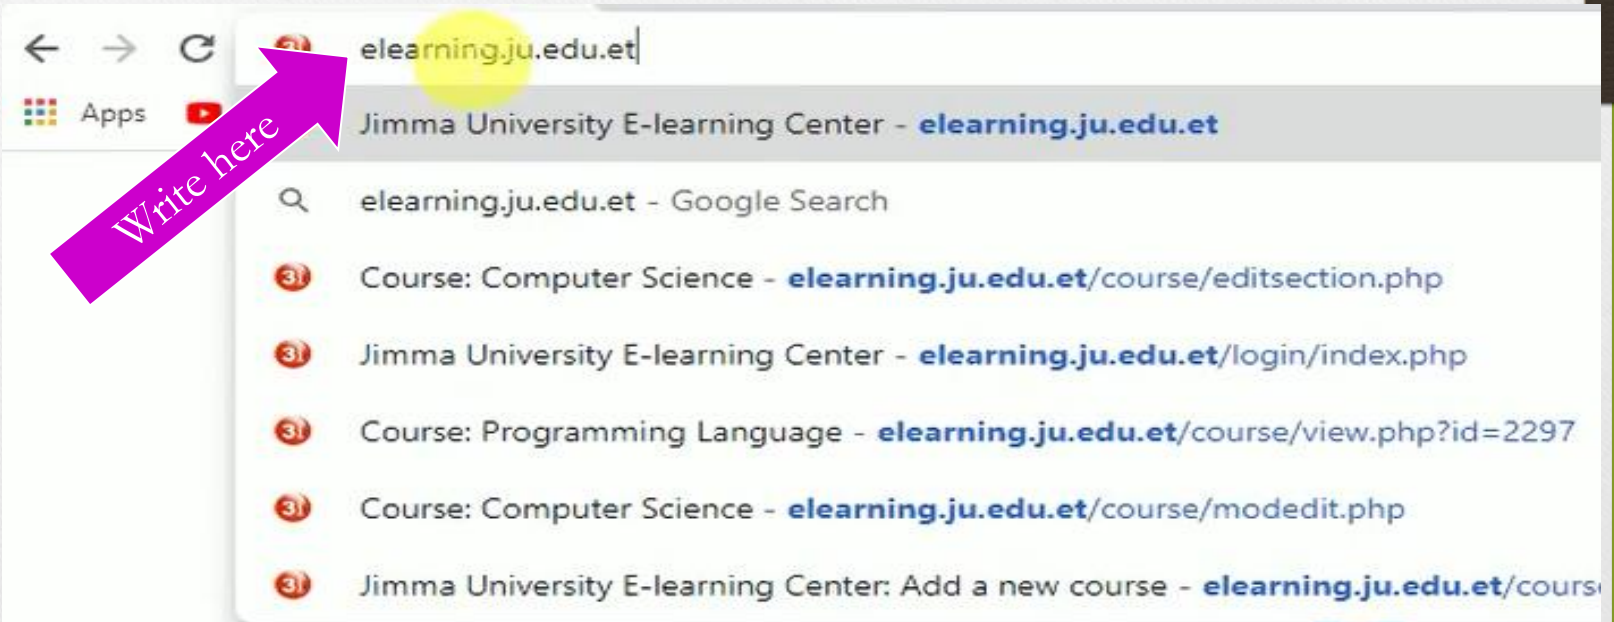 elearning.ju.edu.et
Apps
Write here
Jimma University E-learning Center - elearning.ju.edu.et
elearning.ju.edu.et - Google Search
Course: Computer Science - elearning.ju.edu.et/course/editsection.php
Jimma University E-learning Center - elearning.ju.edu.et/login/index.php
Course: Programming Language - elearning.ju.edu.et/course/view.php?id=2297
Course: Computer Science - elearning.ju.edu.et/course/modedit.php
Jimma University E-learning Center: Add a new course - elearning.ju.edu.et/cours